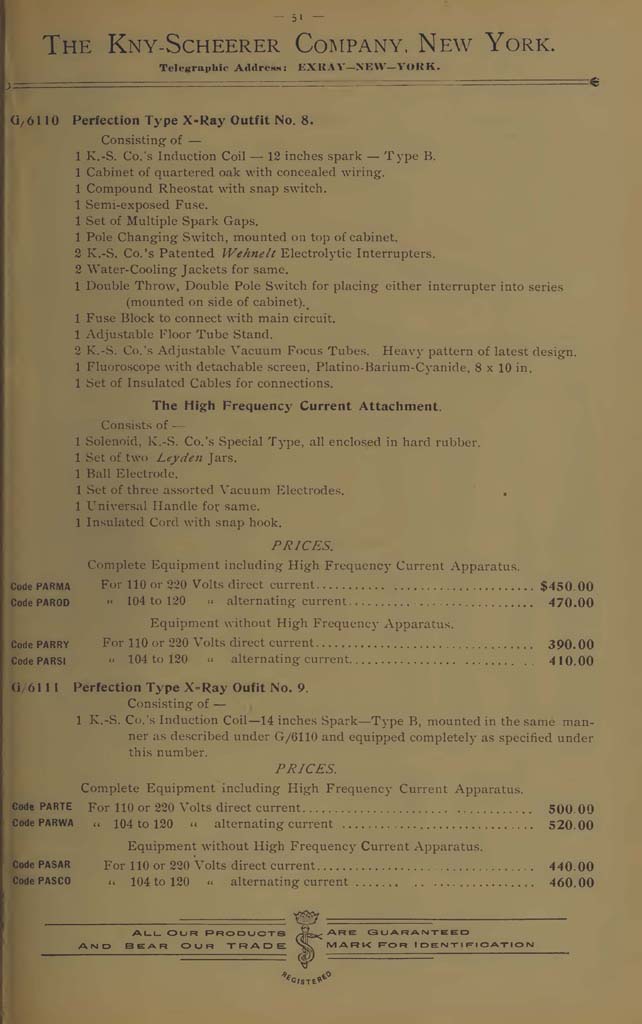 — 51 —
THE KNY-SCHEERER COMPANY, NEW YORK.
Telegraphic Address: EXRAY—NEW—YORK.
G/6110 Perfection Type X-Ray Outfit No. 8.
Consisting of —
1 K.-S. Co.'s Induction Coil — 12 inches spark — Type B.
1 Cabinet of quartered oak with concealed wiring.
1 Compound Rheostat with snap switch.
1 Semi-exposed Fuse.
1 Set of Multiple Spark Gaps.
1 Pole Changing Switch, mounted on top of cabinet.
2 K.-S. Co.'s Patented Wehnelt Electrolytic Interrupters.
2 Water-Cooling Jackets for same.
1 Double Throw, Double Pole Switch for placing either interrupter into series
(mounted on side of cabinet).
1 Fuse Block to connect with main circuit.
1 Adjustable Floor Tube Stand.
2 K.-S. Co.'s Adjustable Vacuum Focus Tubes. Heavy pattern of latest design.
1 Fluoroscope with detachable screen, Platino-Barium-Cyanide, 8 x 10 in.
1 Set of Insulated Cables for connections.
The High Frequency Current Attachment.
Consists of —
1 Solenoid, K.-S. Co.'s Special Type, all enclosed in hard rubber.
1 Set of two Leyden Jars.
1 Ball Electrode.
1 Set of three assorted Vacuum Electrodes.
1 Universal Handle for same.
1 Insulated Cord with snap hook.
PRICES.
Complete Equipment including High Frequency Current Apparatus.
Code PARMA For 110 or 220 Volts direct current.................................... $450.00
Code PAROD " 104 to 120 " alternating current............................... 470.00
Equipment without High Frequency Apparatus.
Code PARRY For 110 or 220 Volts direct current.................................... 390.00
Code PARSI " 104 to 120 " alternating current............................... 410.00
G/6111 Perfection Type X-Ray Oufit No. 9.
Consisting of —
1 K.-S. Co.'s Induction Coil—14 inches Spark—Type B, mounted in the same man-
ner as described under G/6110 and equipped completely as specified under
this number.
PRICES.
Complete Equipment including High Frequency Current Apparatus.
Code PARTE For 110 or 220 Volts direct current.................................... 500.00
Code PARWA " 104 to 120 " alternating current ............................... 520.00
Equipment without High Frequency Current Apparatus.
Code PASAR For 110 or 220 Volts direct current.................................... 440.00
Code PASCO " 104 to 120 " alternating current ............................... 460.00
ALL OUR PRODUCTS ARE GUARANTEED
AND BEAR OUR TRADE MARK FOR IDENTIFICATION
REGISTERED